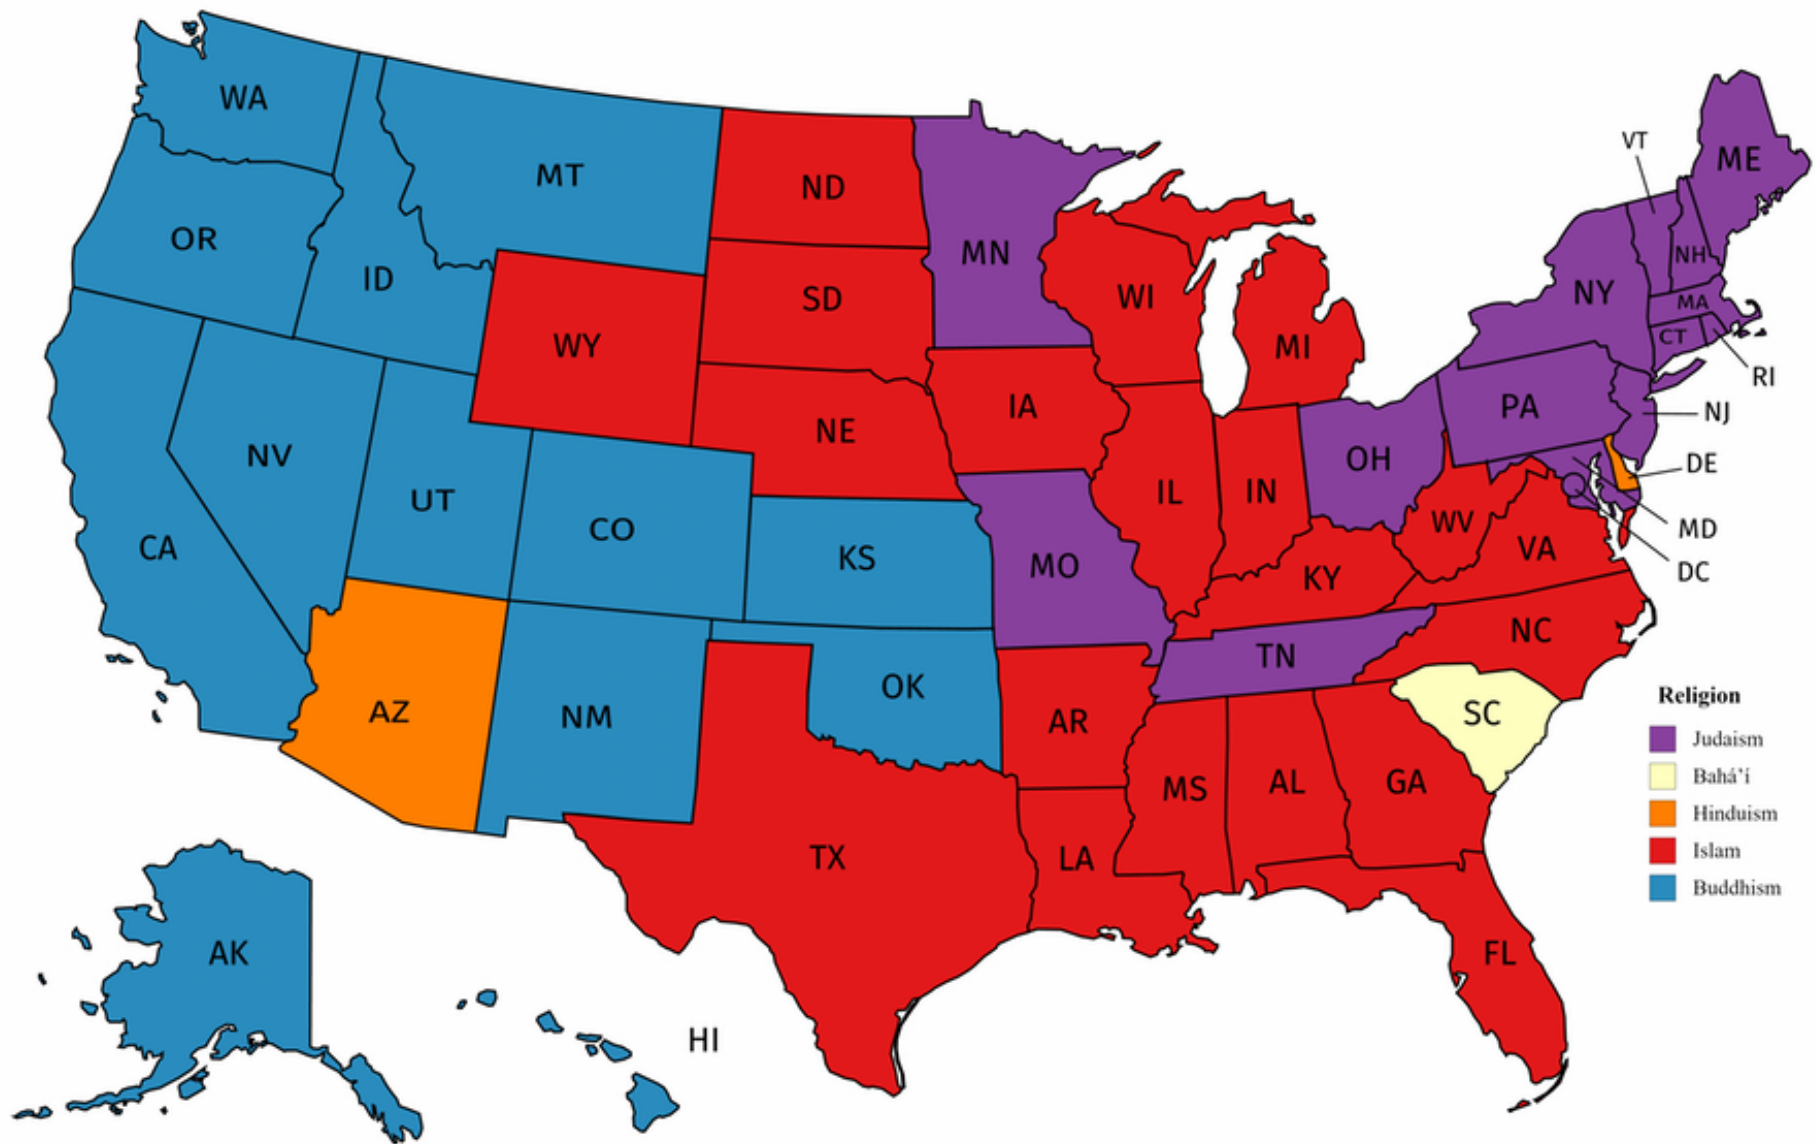 WA
MT
ND
MN
VT
ME
OR
ID
SD
WI
MI
NY
NH
MA
CT
RI
WY
NE
IA
PA
NJ
NV
UT
CO
KS
MO
IL
IN
OH
DE
MD
DC
CA
WV
VA
KY
NC
TN
AZ
NM
OK
AR
SC
MS
AL
GA
TX
LA
FL
AK
HI
Religion
Judaism
Bahá'í
Hinduism
Islam
Buddhism